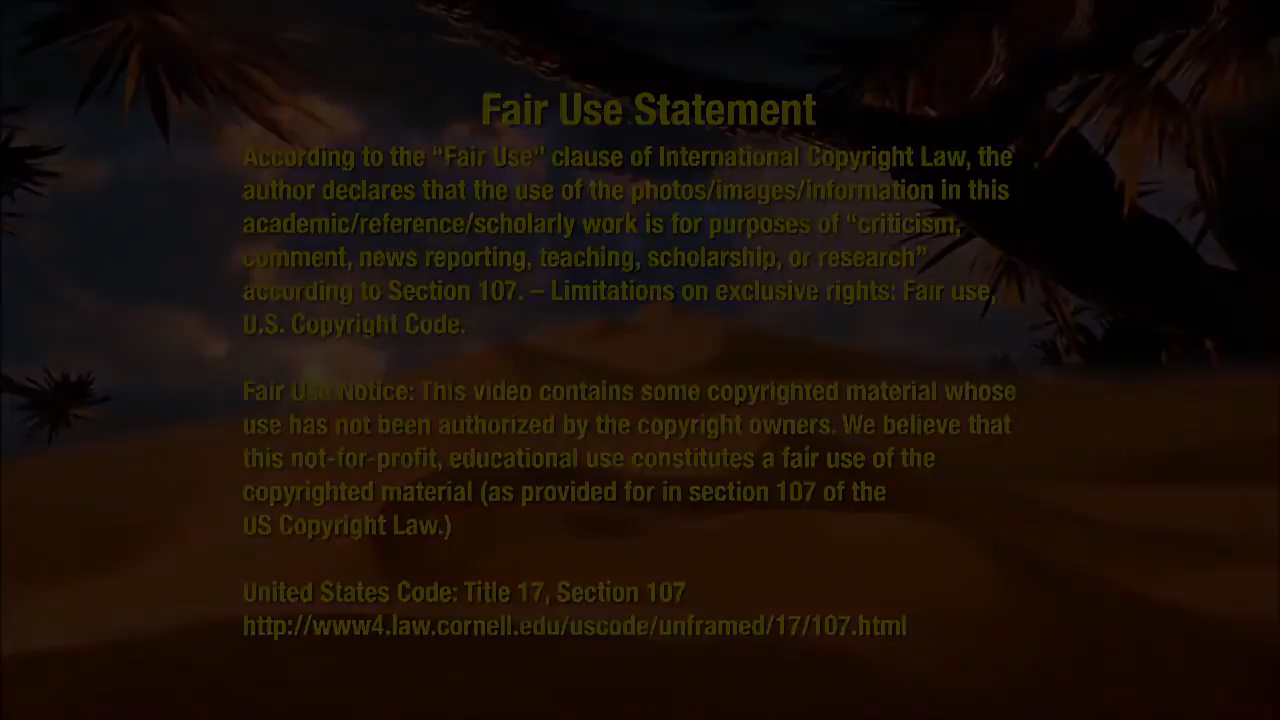 Fair Use Statement
According to the “Fair Use” clause of International Copyright Law, the
author declares that the use of the photos/images/information in this
academic/reference/scholarly work is for purposes of “criticism,
comment, news reporting, teaching, scholarship, or research”
according to Section 107. – Limitations on exclusive rights: Fair use,
U.S. Copyright Code.
Fair Use Notice: This video contains some copyrighted material whose
use has not been authorized by the copyright owners. We believe that
this not-for-profit, educational use constitutes a fair use of the
copyrighted material (as provided for in section 107 of the
US Copyright Law.)
United States Code: Title 17, Section 107
http://www4.law.cornell.edu/uscode/unframed/17/107.html